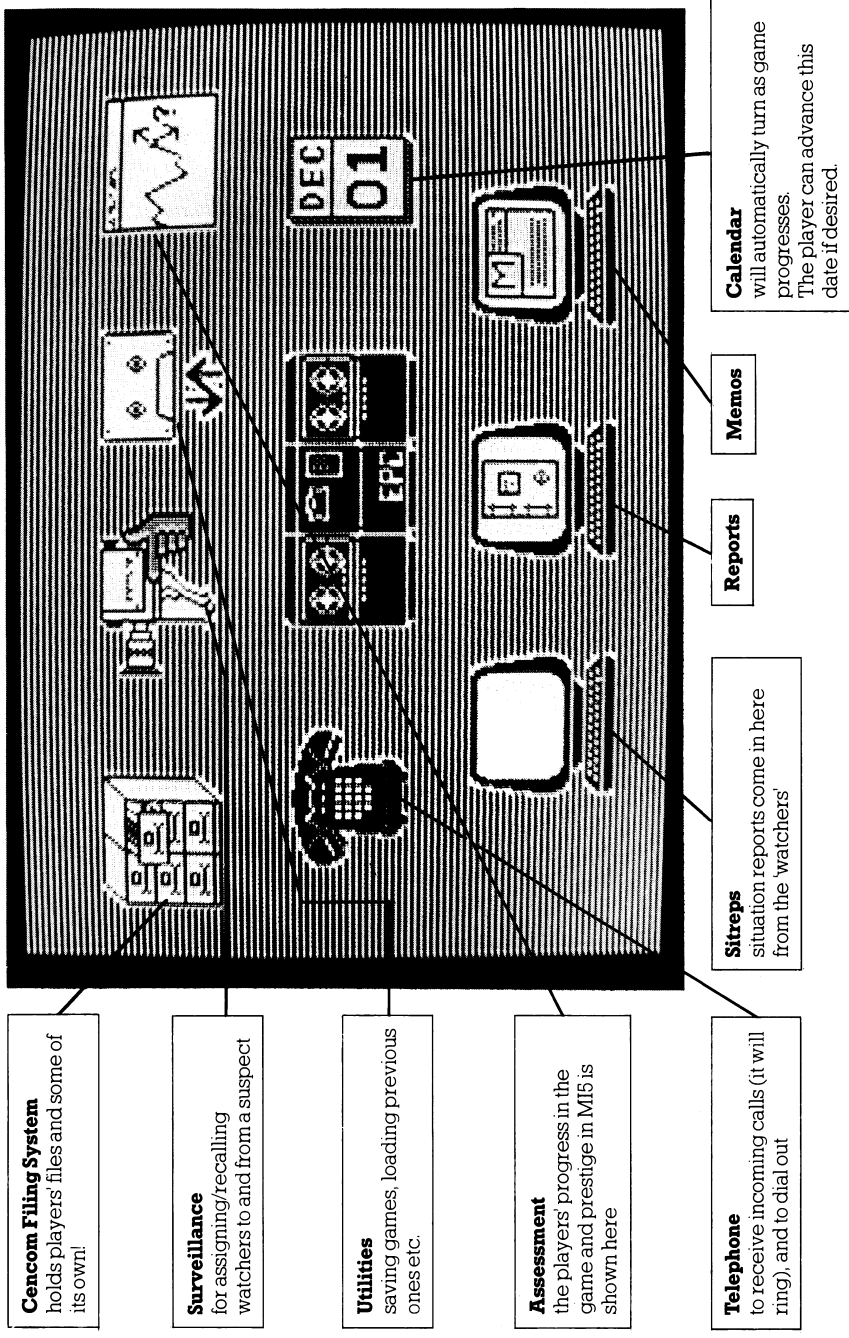 Cencom Filing System
holds players' files and some of
its own!
Surveillance
for assigning/recalling
watchers to and from a suspect
Utilities
saving games, loading previous
ones etc.
Assessment
the players' progress in the
game and prestige in MI5 is
shown here
Telephone
to receive incoming calls (it will
ring), and to dial out
Sitreps
situation reports come in here
from the 'watchers'
Reports
Memos
Calendar
will automatically turn as game
progresses.
The player can advance this
date if desired.
?
DEC
01
M